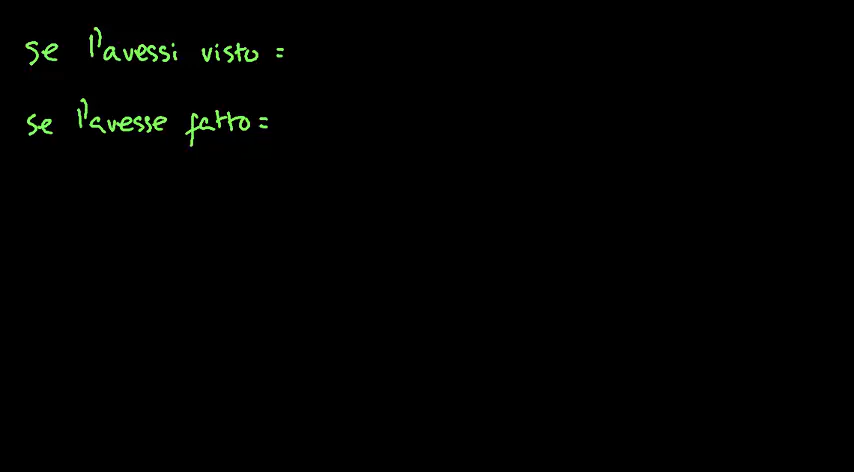 se l'avessi visto =
se l'avesse fatto =